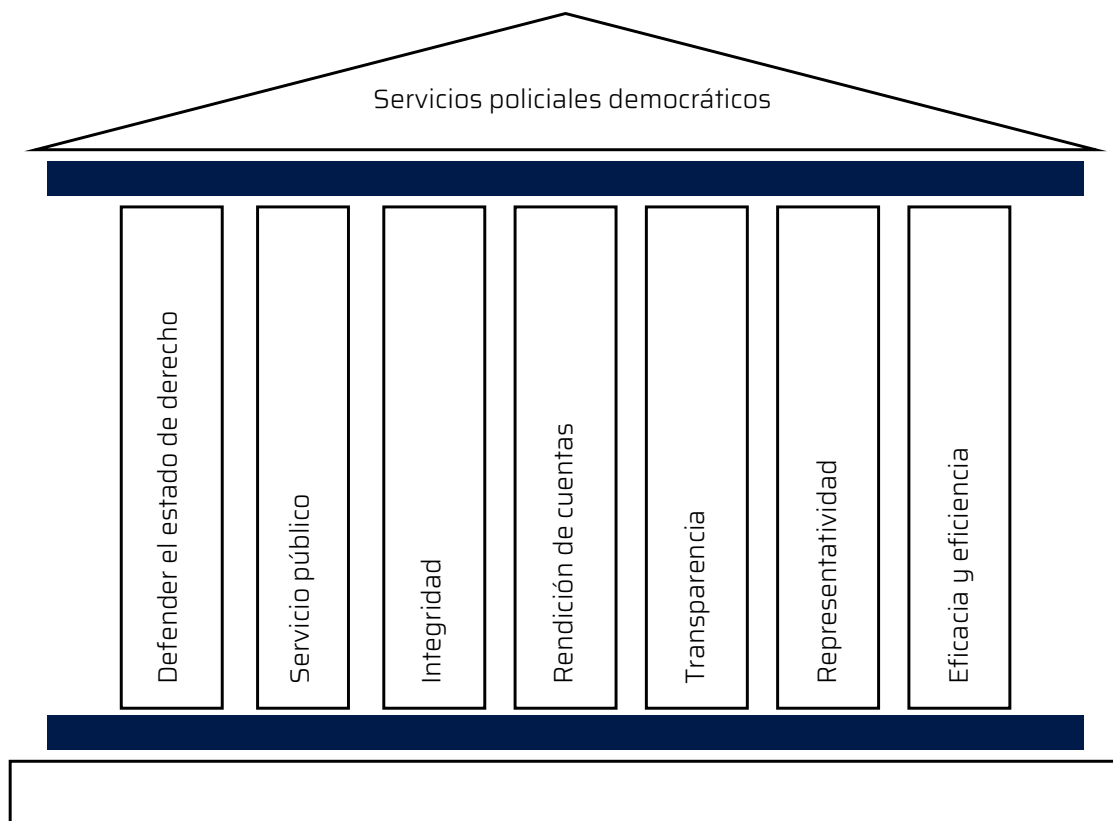 Servicios policiales democráticos
Defender el estado de derecho
Servicio público
Integridad
Rendición de cuentas
Transparencia
Representatividad
Eficacia y eficiencia